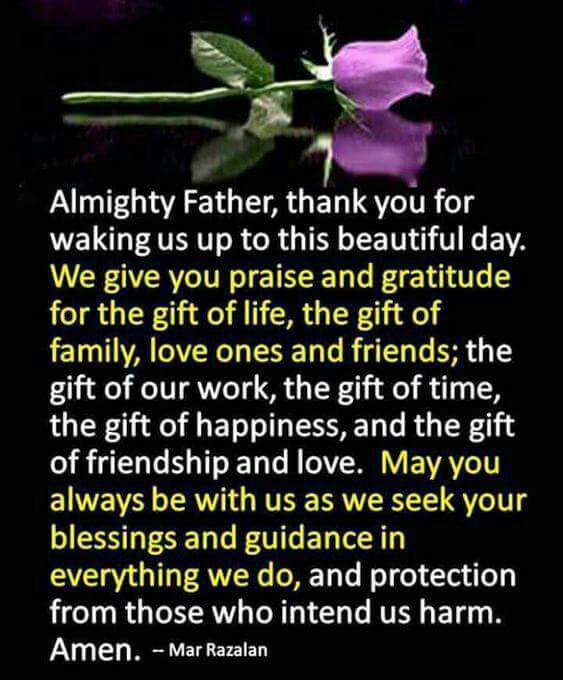 Almighty Father, thank you for
waking us up to this beautiful day.
We give you praise and gratitude
for the gift of life, the gift of
family, love ones and friends; the
gift of our work, the gift of time,
the gift of happiness, and the gift
of friendship and love.  May you
always be with us as we seek your
blessings and guidance in
everything we do, and protection
from those who intend us harm.
Amen. -- Mar Razalan